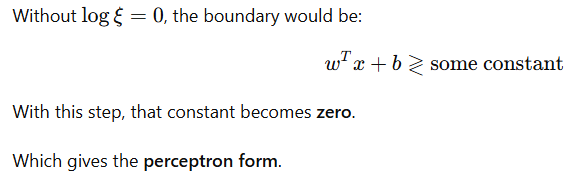 Without log ξ = 0, the boundary would be:
wᵀx + b ≷ some constant
With this step, that constant becomes zero.
Which gives the perceptron form.